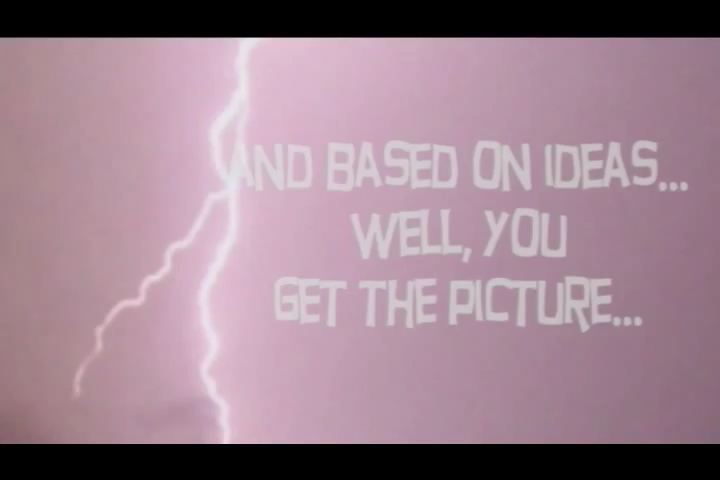 AND BASED ON IDEAS...
WELL, YOU
GET THE PICTURE...